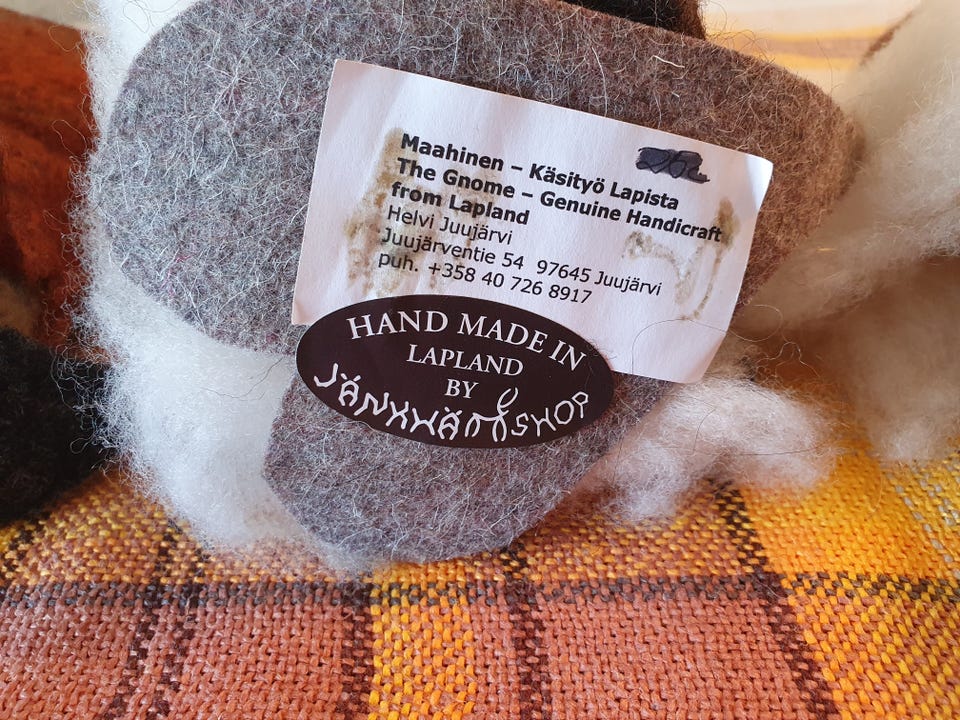 Maahinen – Käsityö Lapista
The Gnome – Genuine Handicraft
from Lapland
Helvi Juujärvi
Juujärventie 54 97645 Juujärvi
puh. +358 40 726 8917
HAND MADE IN
LAPLAND
BY
JÄNKHÄN SHOP